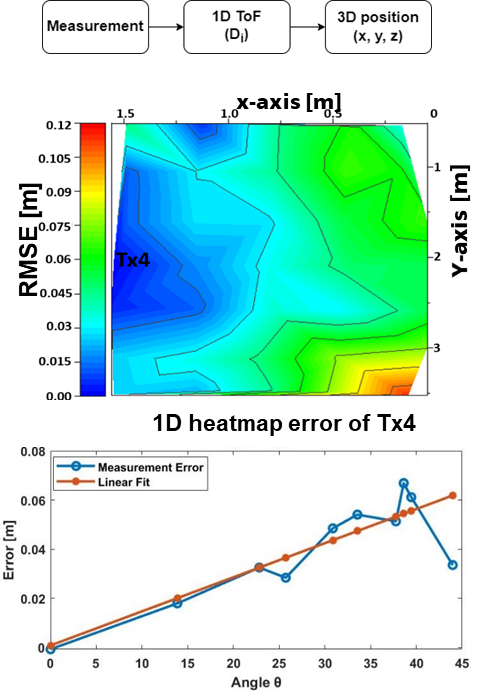 Measurement
1D ToF
(Di)
3D position
(x, y, z)
x-axis [m]
1.5 1.0 0.5 0
RMSE [m]
0.12
0.105
0.09
0.075
0.06
0.045
0.03
0.015
0.00
Tx4
1
2
3
Y-axis [m]
1D heatmap error of Tx4
Measurement Error
Linear Fit
Error [m]
0.08
0.06
0.04
0.02
0
0 5 10 15 20 25 30 35 40 45
Angle θ